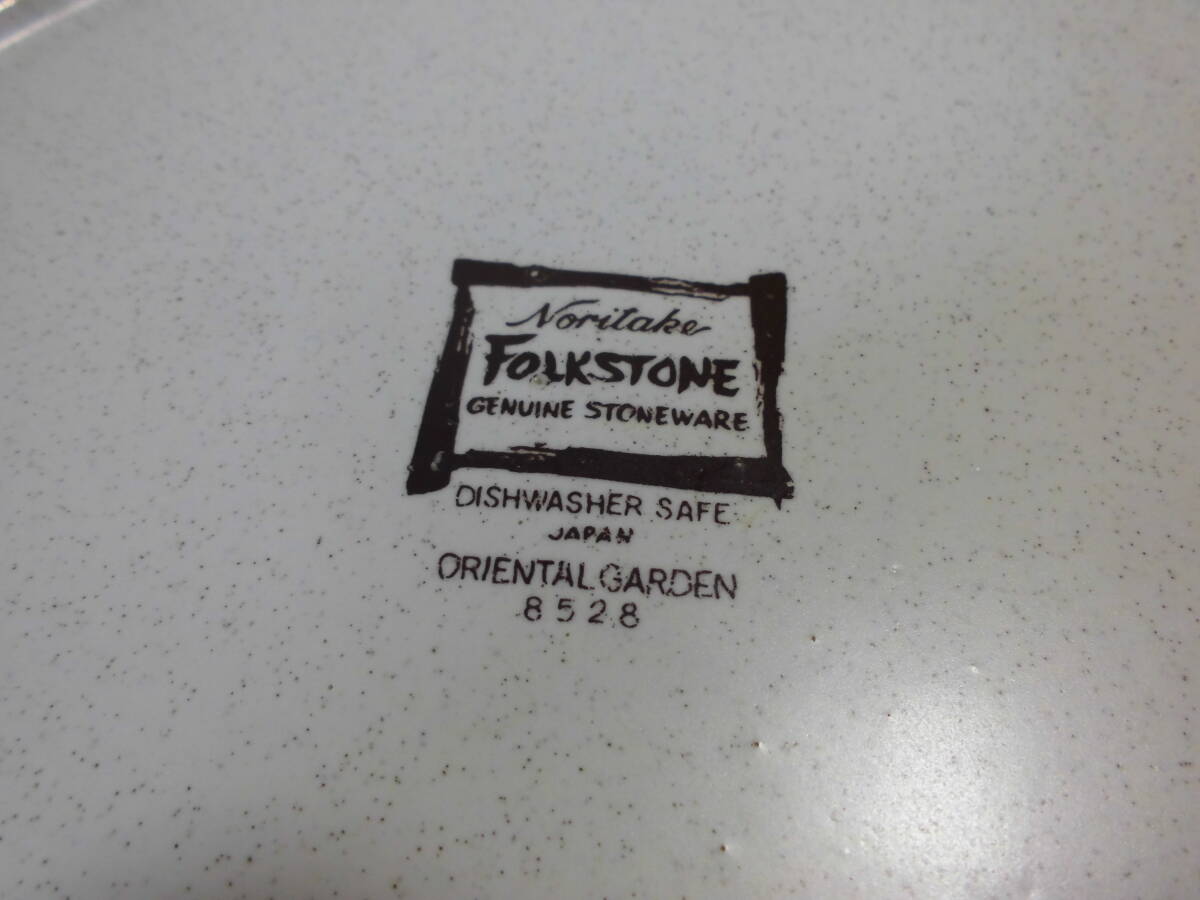 Noritake
FOLKSTONE
GENUINE STONEWARE
DISHWASHER SAFE
JAPAN
ORIENTAL GARDEN
8528